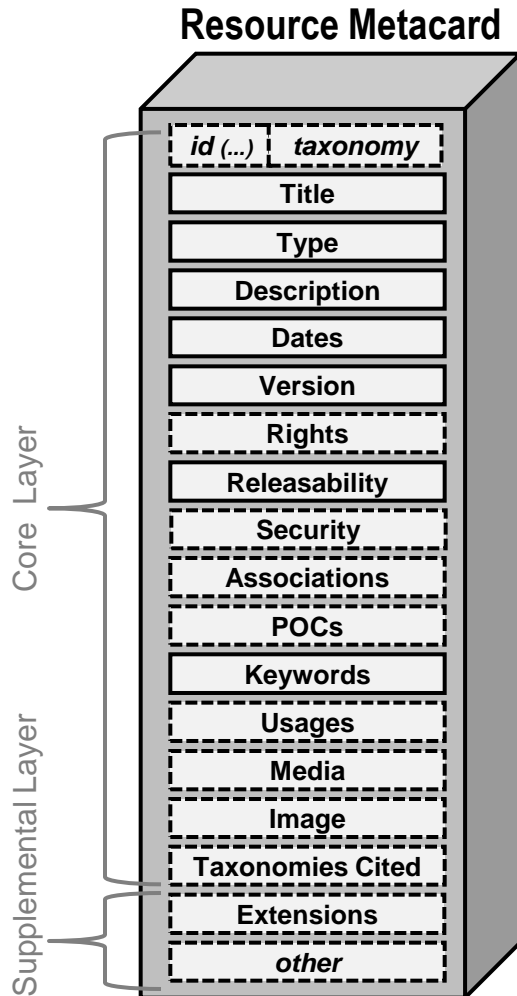 Resource Metacard
id (...) taxonomy
Title
Type
Description
Dates
Version
Rights
Releasability
Security
Associations
POCs
Keywords
Usages
Media
Image
Taxonomies Cited
Extensions
other
Core Layer
Supplemental Layer